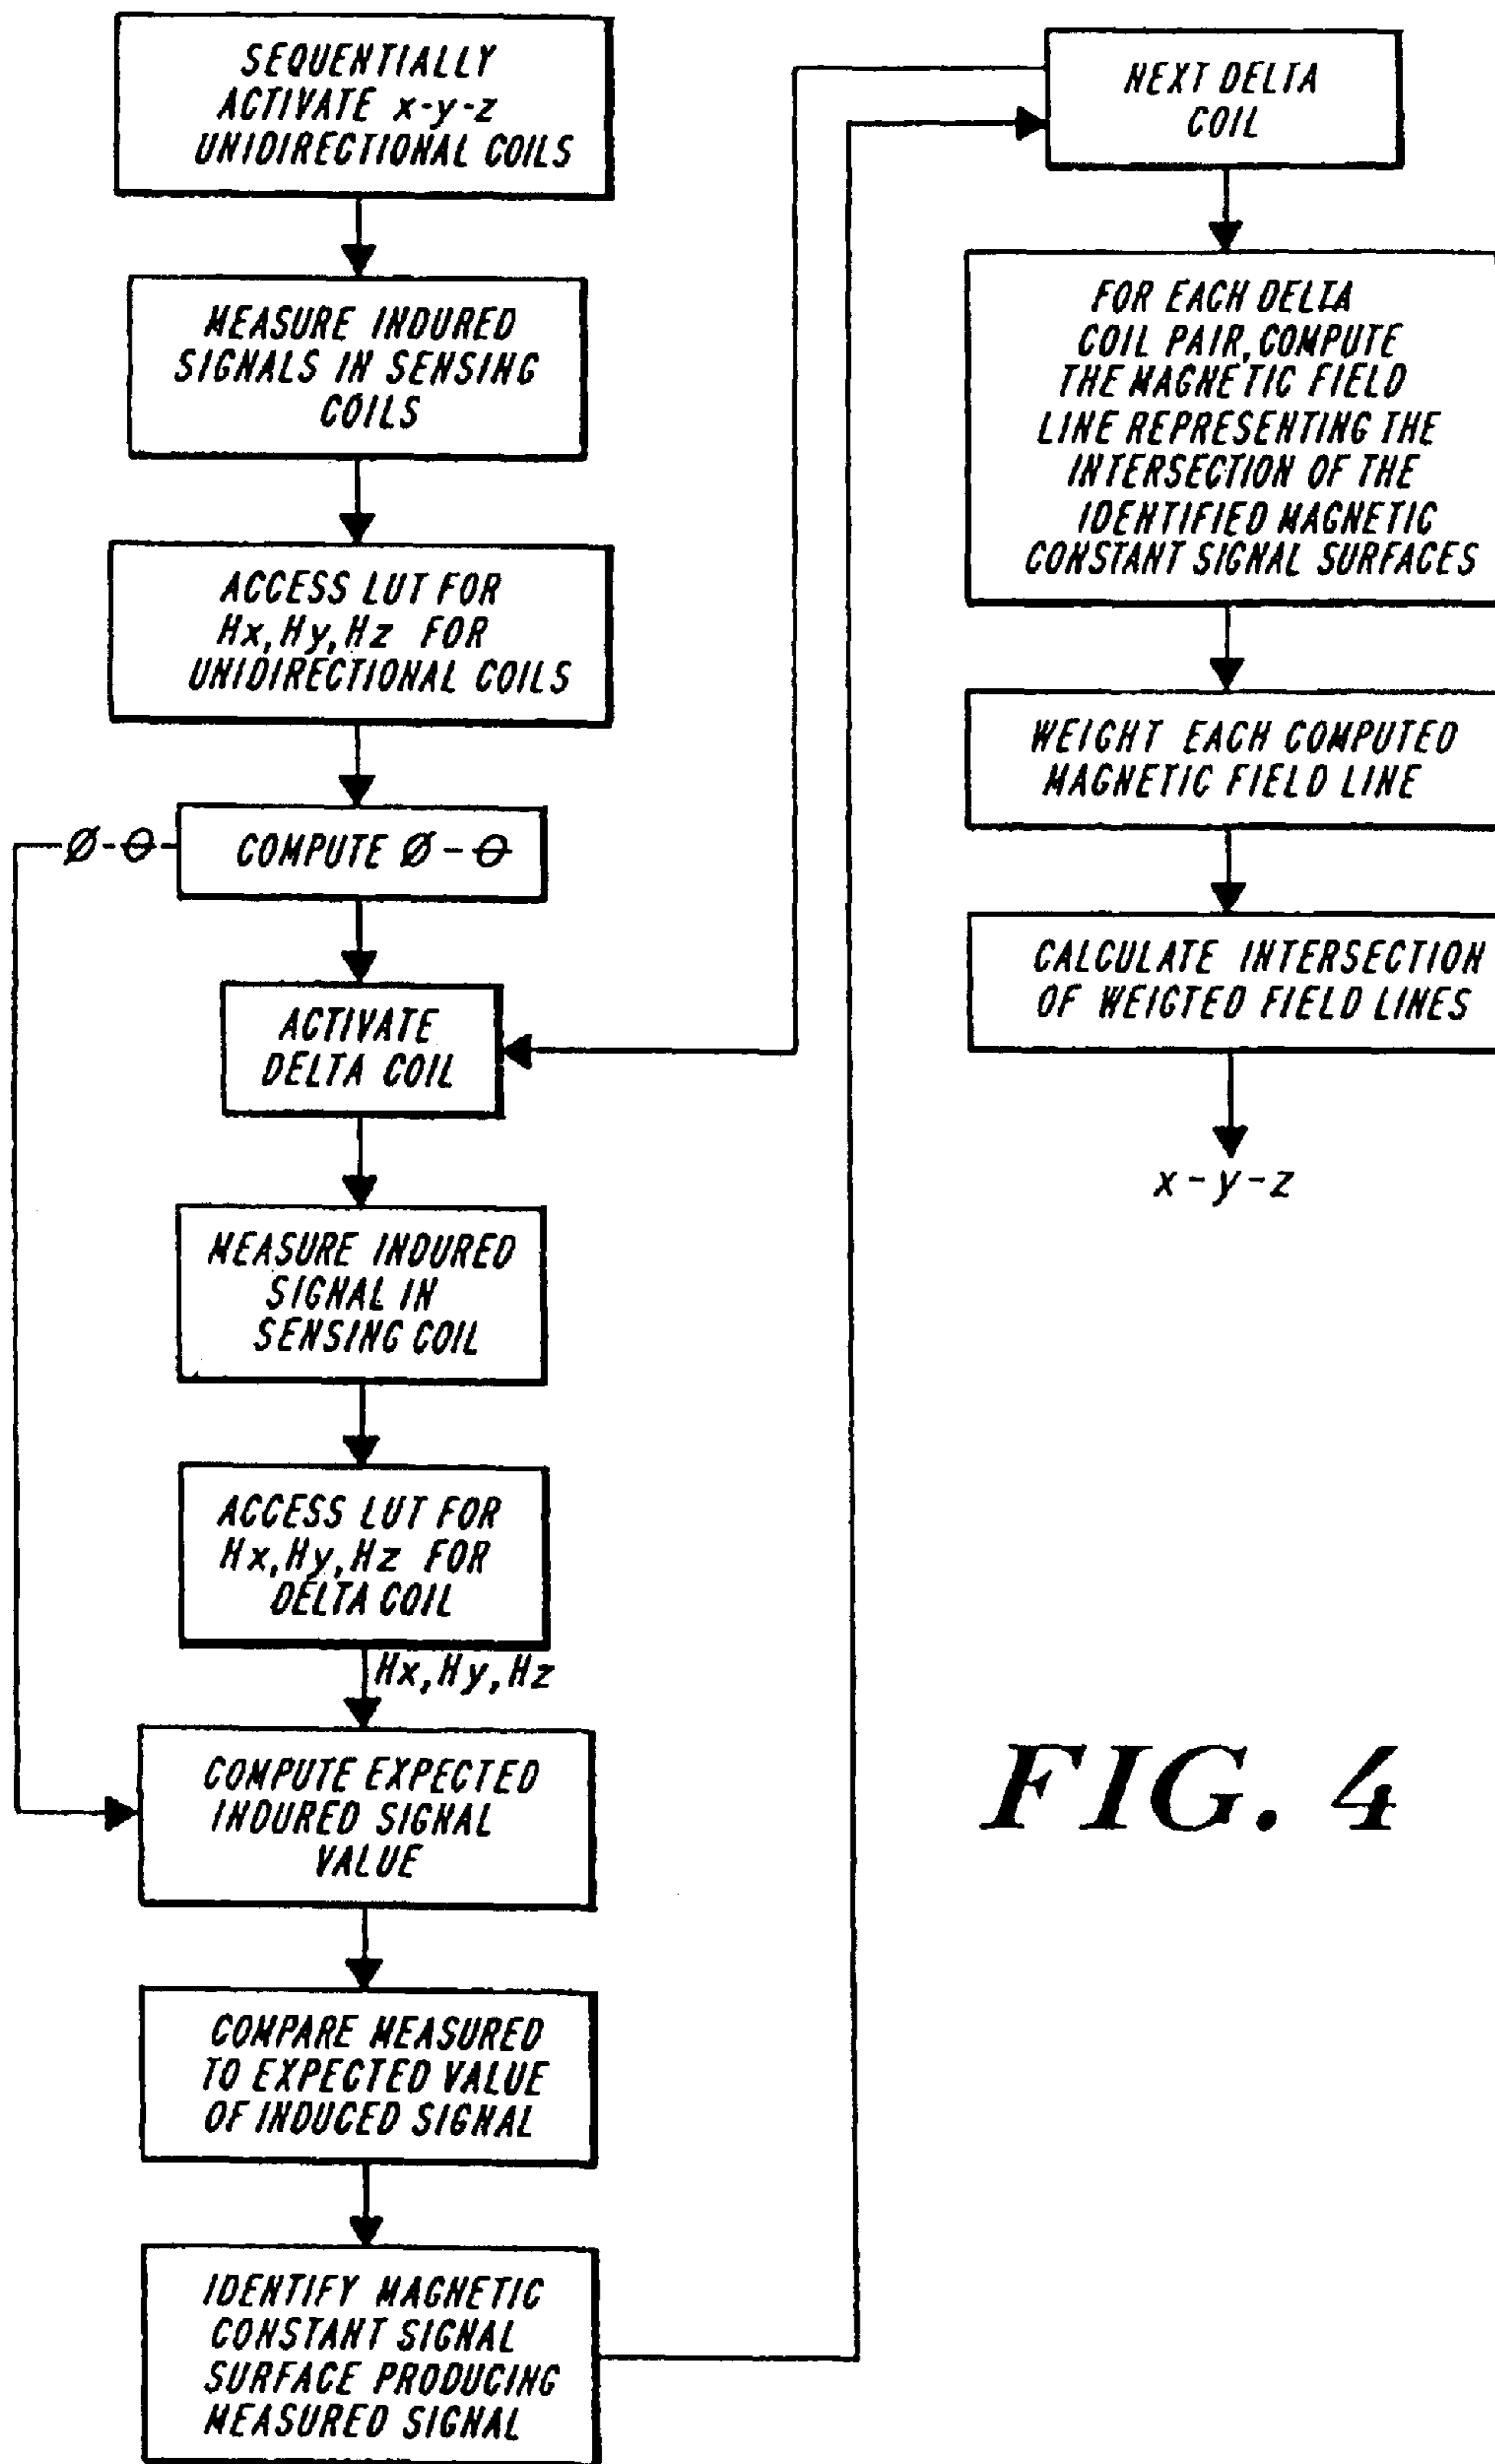 SEQUENTIALLY
ACTIVATE x-y-z
UNIDIRECTIONAL COILS
MEASURE INDURED
SIGNALS IN SENSING
COILS
ACCESS LUT FOR
Hx, Hy, Hz FOR
UNIDIRECTIONAL COILS
Ø-Θ
COMPUTE Ø-Θ
ACTIVATE
DELTA COIL
MEASURE INDURED
SIGNAL IN
SENSING COIL
ACCESS LUT FOR
Hx, Hy, Hz FOR
DELTA COIL
Hx, Hy, Hz
COMPUTE EXPECTED
INDURED SIGNAL
VALUE
COMPARE MEASURED
TO EXPECTED VALUE
OF INDUCED SIGNAL
IDENTIFY MAGNETIC
CONSTANT SIGNAL
SURFACE PRODUCING
MEASURED SIGNAL
NEXT DELTA
COIL
FOR EACH DELTA
COIL PAIR, COMPUTE
THE MAGNETIC FIELD
LINE REPRESENTING THE
INTERSECTION OF THE
IDENTIFIED MAGNETIC
CONSTANT SIGNAL SURFACES
WEIGHT EACH COMPUTED
MAGNETIC FIELD LINE
CALCULATE INTERSECTION
OF WEIGTED FIELD LINES
x-y-z
FIG. 4